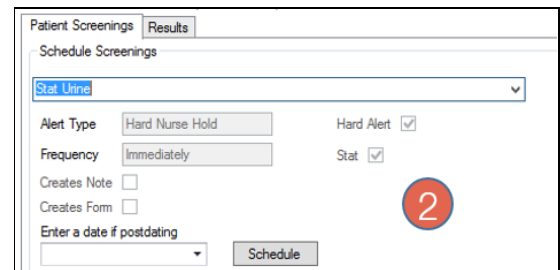 Patient Screenings Results
Schedule Screenings
Stat Urine
Alert Type Hard Nurse Hold Hard Alert
Frequency Immediately Stat
Creates Note
Creates Form
2
Enter a date if postdating
Schedule